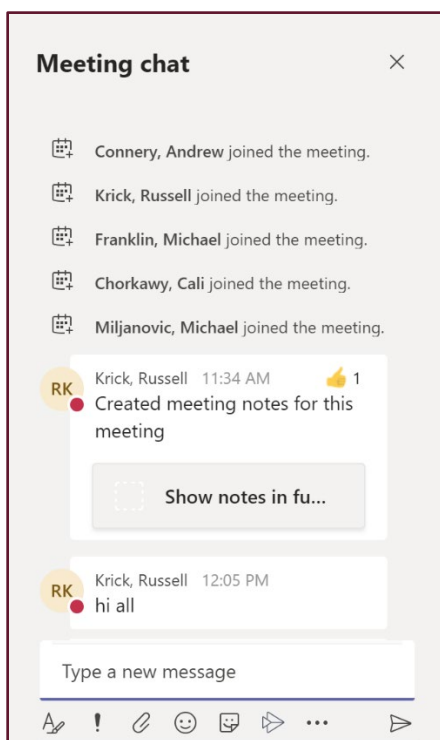 Meeting chat
Connery, Andrew joined the meeting.
Krick, Russell joined the meeting.
Franklin, Michael joined the meeting.
Chorkawy, Cali joined the meeting.
Miljanovic, Michael joined the meeting.
RK
Krick, Russell 11:34 AM 👍 1
Created meeting notes for this
meeting
Show notes in fu...
RK
Krick, Russell 12:05 PM
hi all
Type a new message